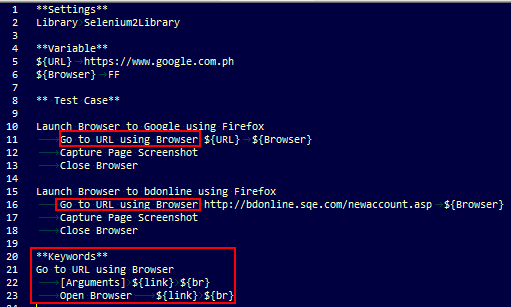 1 **Settings**
2 Library Selenium2Library
3
4 **Variable**
5 ${URL} https://www.google.com.ph
6 ${Browser} FF
7
8 ** Test Case**
9
10 Launch Browser to Google using Firefox
11 Go to URL using Browser ${URL} ${Browser}
12 Capture Page Screenshot
13 Close Browser
14
15 Launch Browser to bdonline using Firefox
16 Go to URL using Browser http://bdonline.sqe.com/newaccount.asp ${Browser}
17 Capture Page Screenshot
18 Close Browser
19
20 **Keywords**
21 Go to URL using Browser
22 [Arguments] ${link} ${br}
23 Open Browser ${link} ${br}